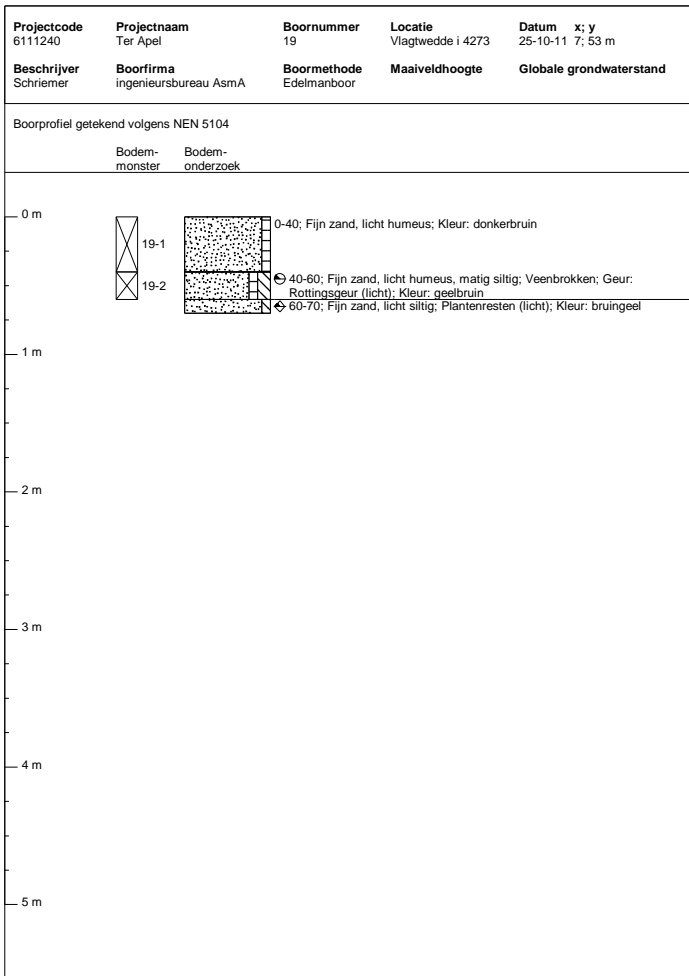 Projectcode Projectnaam Boornummer Locatie Datum x; y
6111240 Ter Apel 19 Vlagtwedde i 4273 25-10-11 7; 53 m
Beschrijver Boorfirma Boormethode Maaiveldhoogte Globale grondwaterstand
Schriemer ingenieursbureau AsmA Edelmanboor
Boorprofiel getekend volgens NEN 5104
Bodem- Bodem-
monster onderzoek
0 m
0-40; Fijn zand, licht humeus; Kleur: donkerbruin
19-1
19-2
40-60; Fijn zand, licht humeus, matig siltig; Veenbrokken; Geur:
Rottingsgeur (licht); Kleur: geelbruin
60-70; Fijn zand, licht siltig; Plantenresten (licht); Kleur: bruingeel
1 m
2 m
3 m
4 m
5 m